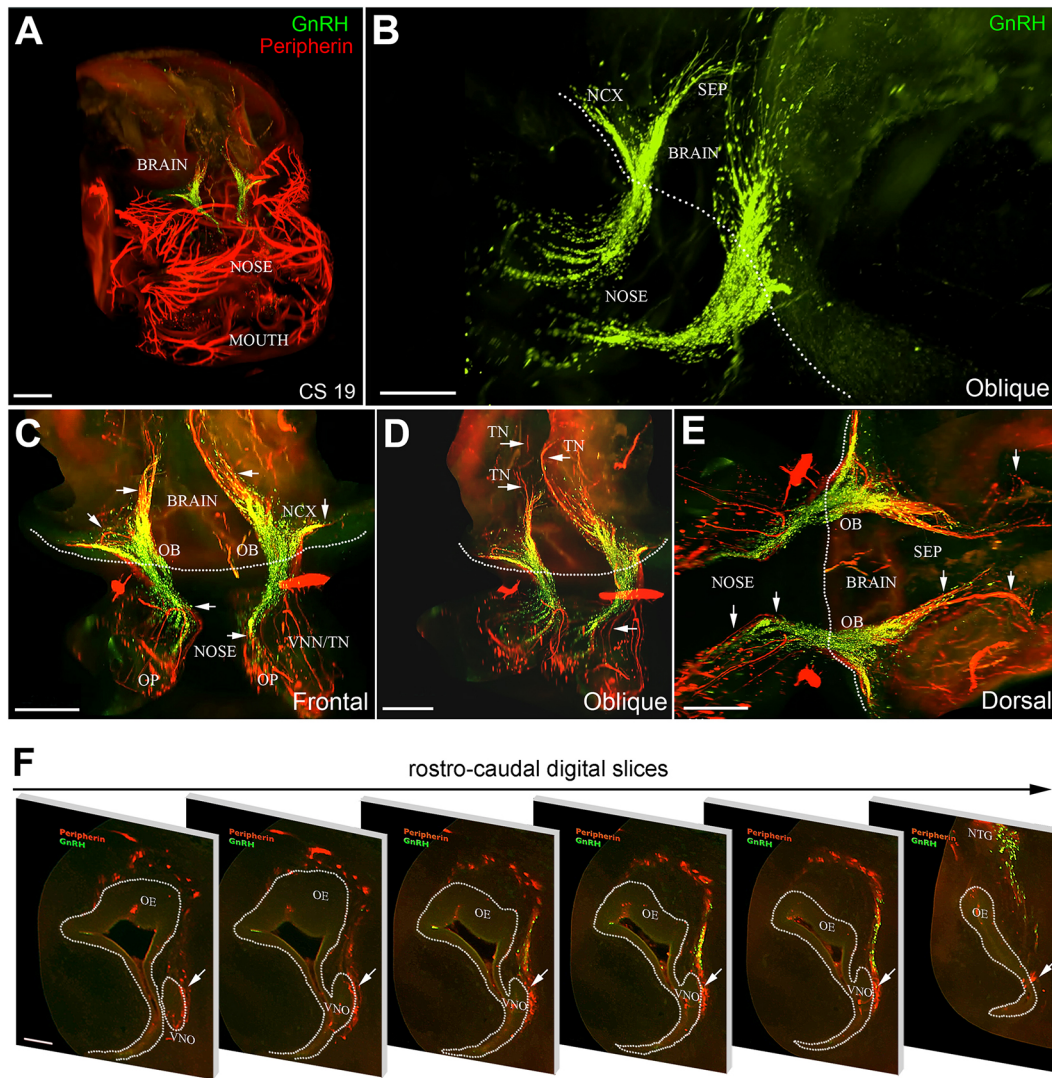 A
GnRH
Peripherin
BRAIN
NOSE
MOUTH
CS 19
B
GnRH
NCX
SEP
BRAIN
NOSE
Oblique
C
BRAIN
NCX
OB
OB
NOSE
VNN/TN
OP
OP
Frontal
D
TN
TN
TN
Oblique
E
OB
SEP
NOSE
BRAIN
OB
Dorsal
F
rostro-caudal digital slices
Peripherin
GnRH
OE
VNO
Peripherin
GnRH
OE
VNO
Peripherin
GnRH
OE
VNO
Peripherin
GnRH
OE
VNO
Peripherin
GnRH
OE
VNO
Peripherin
GnRH
NTG
OE